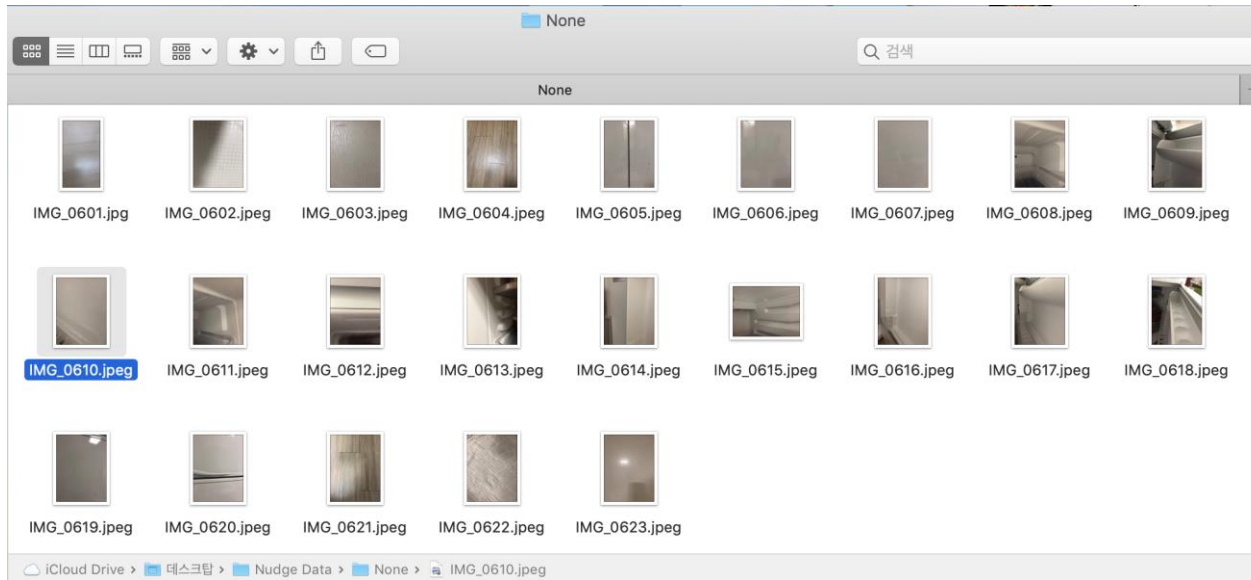 None
검색
None
IMG_0601.jpg IMG_0602.jpeg IMG_0603.jpeg IMG_0604.jpeg IMG_0605.jpeg IMG_0606.jpeg IMG_0607.jpeg IMG_0608.jpeg IMG_0609.jpeg
IMG_0610.jpeg IMG_0611.jpeg IMG_0612.jpeg IMG_0613.jpeg IMG_0614.jpeg IMG_0615.jpeg IMG_0616.jpeg IMG_0617.jpeg IMG_0618.jpeg
IMG_0619.jpeg IMG_0620.jpeg IMG_0621.jpeg IMG_0622.jpeg IMG_0623.jpeg
iCloud Drive › 데스크탑 › Nudge Data › None › IMG_0610.jpeg